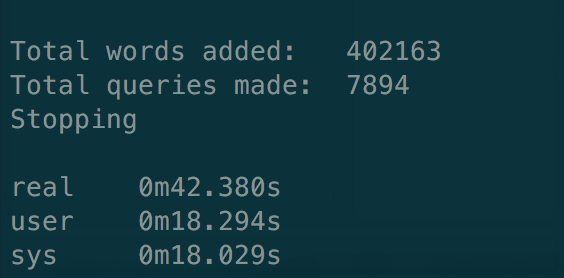 Total words added:   402163
Total queries made:  7894
Stopping

real    0m42.380s
user    0m18.294s
sys     0m18.029s